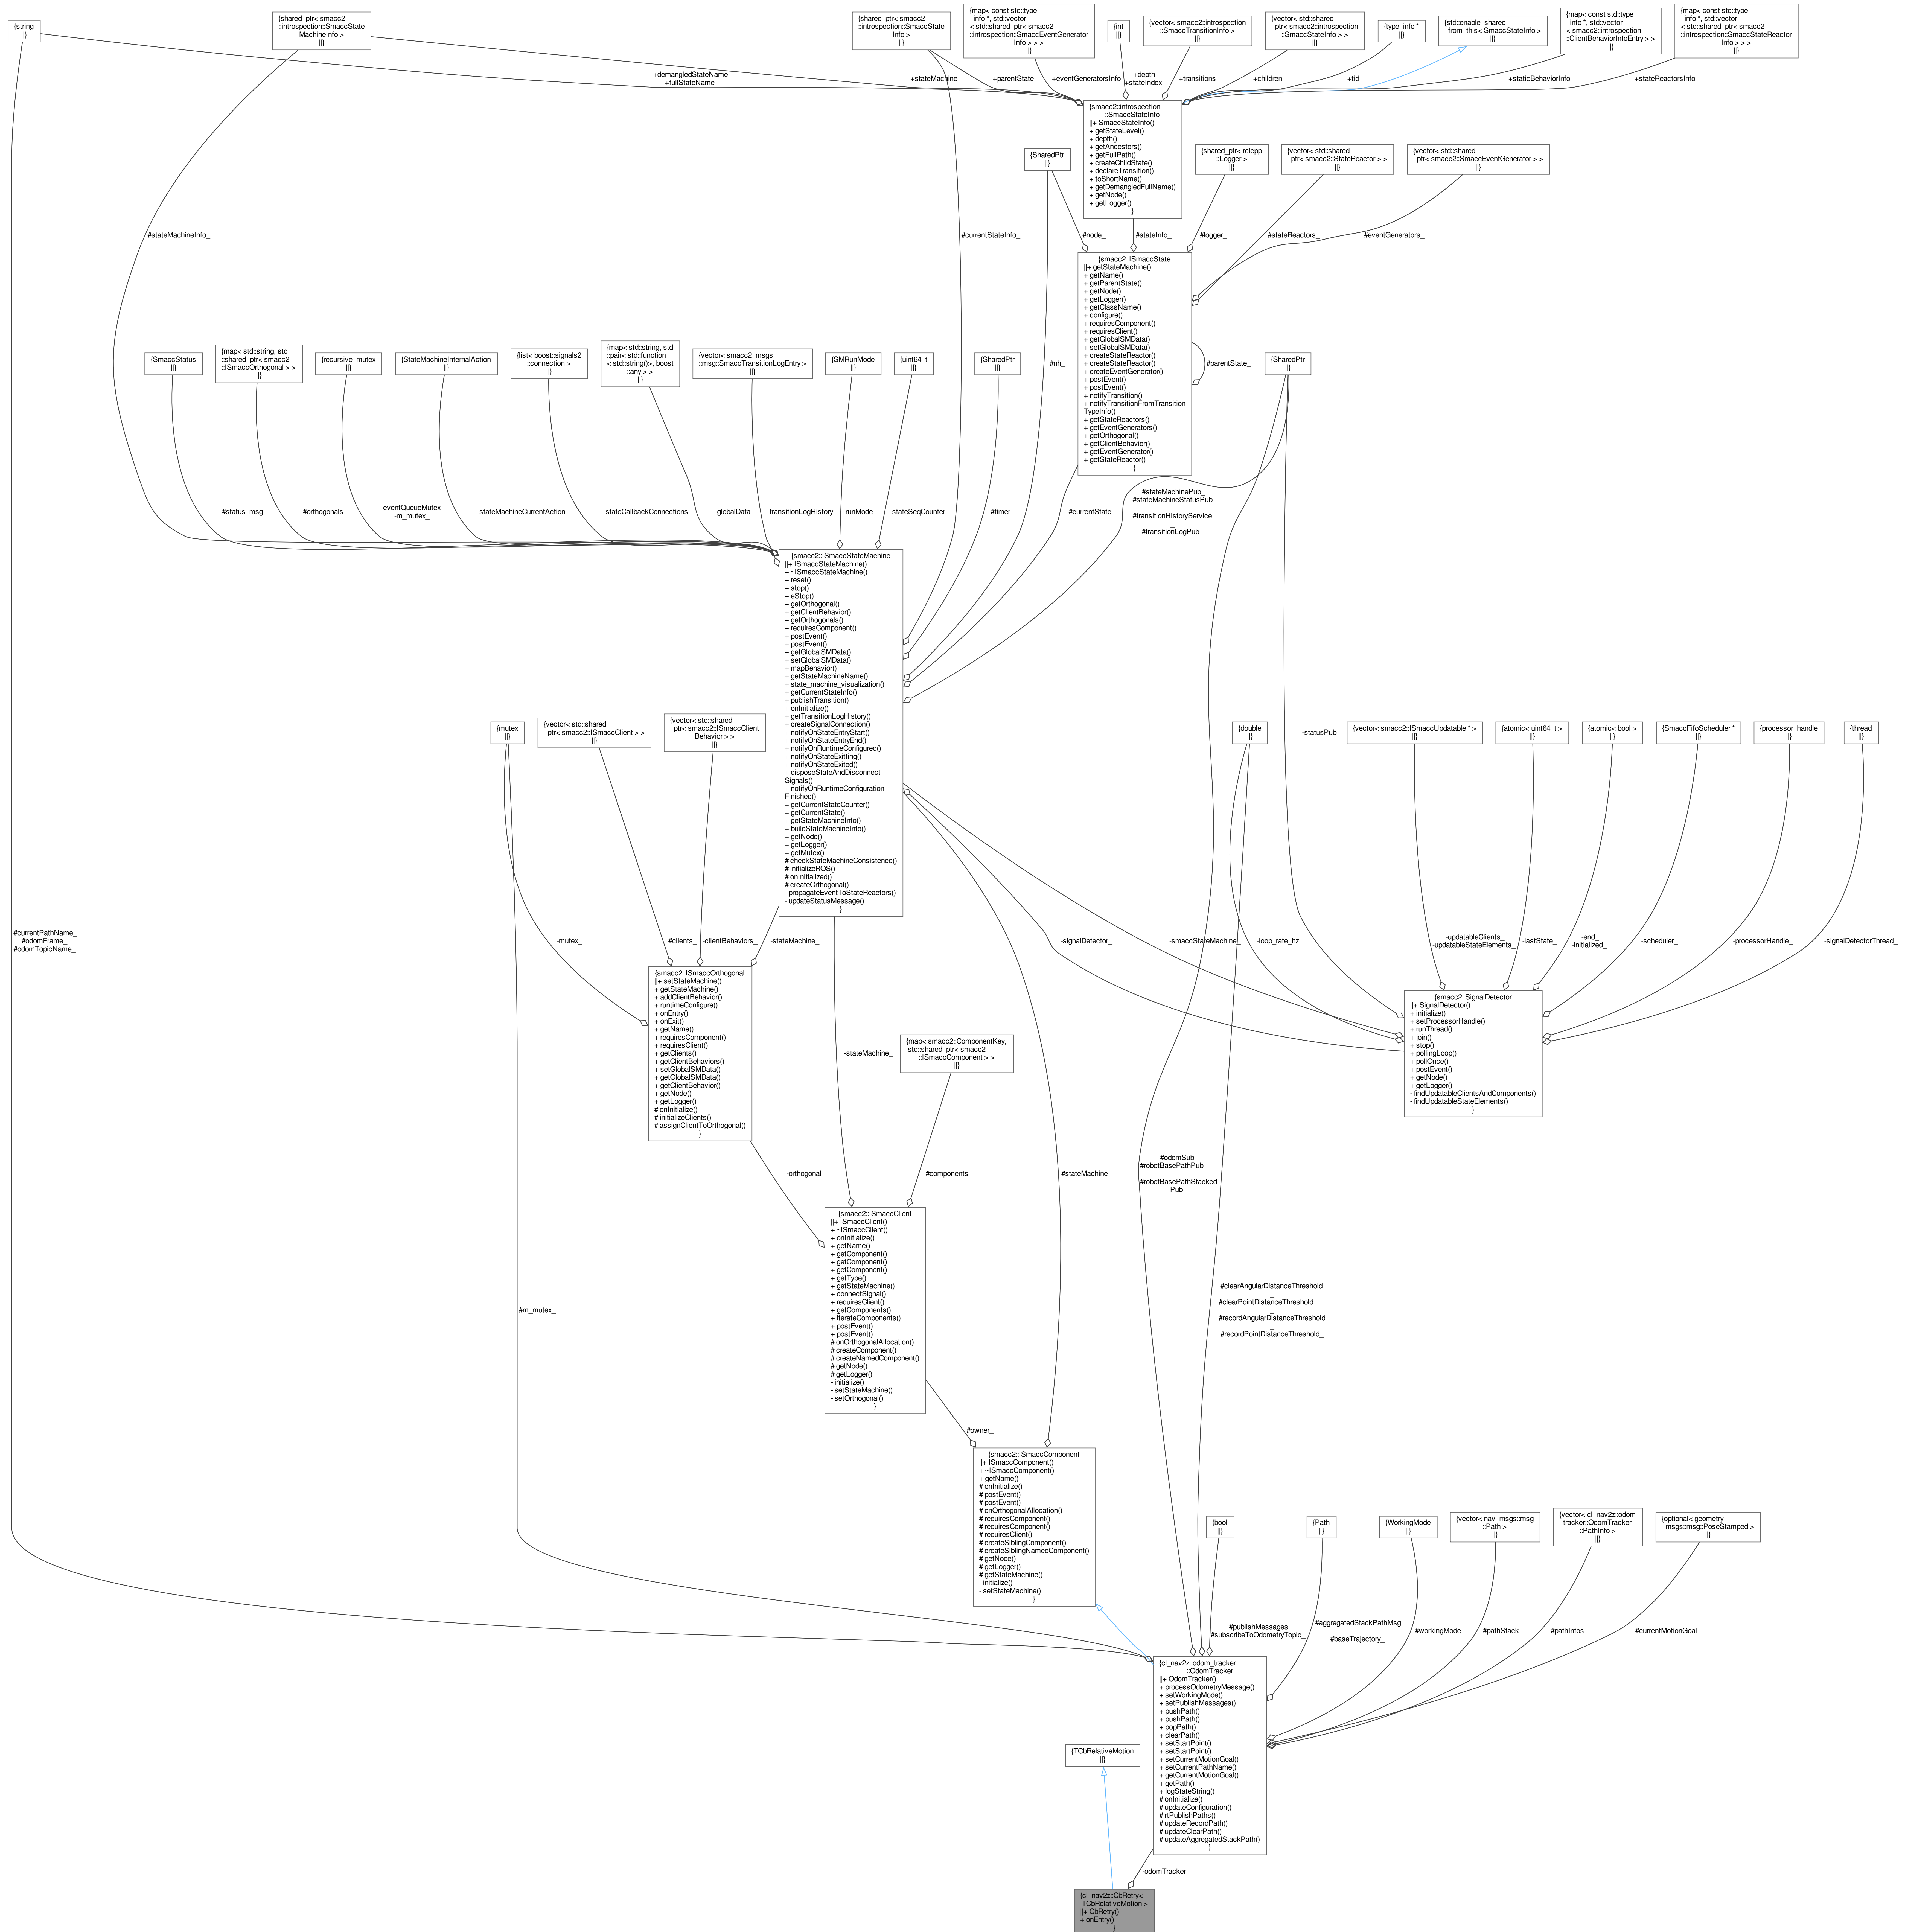 {string
||}
{shared_ptr< smacc2
::introspection::SmaccState
MachineInfo >
||}
{shared_ptr< smacc2
::introspection::SmaccState
Info >
||}
{map< const std::type
_info *, std::vector
< std::shared_ptr< smacc2
::introspection::SmaccEventGenerator
Info > > >
||}
{int
||}
{vector< smacc2::introspection
::SmaccTransitionInfo >
||}
{vector< std::shared
_ptr< smacc2::introspection
::SmaccStateInfo > >
||}
{type_info *
||}
{std::enable_shared
_from_this< SmaccStateInfo >
||}
{map< const std::type
_info *, std::vector
< smacc2::introspection
::ClientBehaviorInfoEntry > >
||}
{map< const std::type
_info *, std::vector
< std::shared_ptr< smacc2
::introspection::SmaccStateReactor
Info > > >
||}
+demangledStateName
+fullStateName
+stateMachine_
+parentState_
+eventGeneratorsInfo
+depth_
+stateIndex_
+transitions_
+children_
+tid_
+staticBehaviorInfo
+stateReactorsInfo
{smacc2::introspection
::SmaccStateInfo
||+ SmaccStateInfo()
+ getStateLevel()
+ depth()
+ getAncestors()
+ getFullPath()
+ createChildState()
+ declareTransition()
+ toShortName()
+ getDemangledFullName()
+ getNode()
+ getLogger()
}
{SharedPtr
||}
{shared_ptr< rclcpp
::Logger >
||}
{vector< std::shared
_ptr< smacc2::StateReactor > >
||}
{vector< std::shared
_ptr< smacc2::SmaccEventGenerator > >
||}
#stateMachineInfo_
#currentStateInfo_
#node_
#stateInfo_
#logger_
#stateReactors_
#eventGenerators_
{smacc2::ISmaccState
||+ getStateMachine()
+ getName()
+ getParentState()
+ getNode()
+ getLogger()
+ getClassName()
+ configure()
+ requiresComponent()
+ requiresClient()
+ getGlobalSMData()
+ setGlobalSMData()
+ createStateReactor()
+ createStateReactor()
+ createEventGenerator()
+ postEvent()
+ postEvent()
+ notifyTransition()
+ notifyTransitionFromTransition
TypeInfo()
+ getStateReactors()
+ getEventGenerators()
+ getOrthogonal()
+ getClientBehavior()
+ getEventGenerator()
+ getStateReactor()
}
#parentState_
{SmaccStatus
||}
{map< std::string, std
::shared_ptr< smacc2
::ISmaccOrthogonal > >
||}
{recursive_mutex
||}
{StateMachineInternalAction
||}
{list< boost::signals2
::connection >
||}
{map< std::string, std
::pair< std::function
< std::string()>, boost
::any > >
||}
{vector< smacc2_msgs
::msg::SmaccTransitionLogEntry >
||}
{SMRunMode
||}
{uint64_t
||}
{SharedPtr
||}
#nh_
{SharedPtr
||}
#status_msg_
#orthogonals_
-eventQueueMutex_
-m_mutex_
-stateMachineCurrentAction
-stateCallbackConnections
-globalData_
-transitionLogHistory_
-runMode_
-stateSeqCounter_
#timer_
#currentState_
#stateMachinePub_
#stateMachineStatusPub
_
#transitionHistoryService
_
#transitionLogPub_
{smacc2::ISmaccStateMachine
||+ ISmaccStateMachine()
+ ~ISmaccStateMachine()
+ reset()
+ stop()
+ eStop()
+ getOrthogonal()
+ getClientBehavior()
+ getOrthogonals()
+ requiresComponent()
+ postEvent()
+ postEvent()
+ getGlobalSMData()
+ setGlobalSMData()
+ mapBehavior()
+ getStateMachineName()
+ state_machine_visualization()
+ getCurrentStateInfo()
+ publishTransition()
+ onInitialize()
+ getTransitionLogHistory()
+ createSignalConnection()
+ notifyOnStateEntryStart()
+ notifyOnStateEntryEnd()
+ notifyOnRuntimeConfigured()
+ notifyOnStateExitting()
+ notifyOnStateExited()
+ disposeStateAndDisconnect
Signals()
+ notifyOnRuntimeConfiguration
Finished()
+ getCurrentStateCounter()
+ getCurrentState()
+ getStateMachineInfo()
+ buildStateMachineInfo()
+ getNode()
+ getLogger()
+ getMutex()
# checkStateMachineConsistence()
# initializeROS()
# onInitialized()
# createOrthogonal()
- propagateEventToStateReactors()
- updateStatusMessage()
}
{mutex
||}
{vector< std::shared
_ptr< smacc2::ISmaccClient > >
||}
{vector< std::shared
_ptr< smacc2::ISmaccClient
Behavior > >
||}
{double
||}
-statusPub_
{vector< smacc2::ISmaccUpdatable * >
||}
{atomic< uint64_t >
||}
{atomic< bool >
||}
{SmaccFifoScheduler *
||}
{processor_handle
||}
{thread
||}
#currentPathName_
#odomFrame_
#odomTopicName_
-mutex_
#clients_
-clientBehaviors_
-stateMachine_
-signalDetector_
-smaccStateMachine_
-loop_rate_hz
-updatableClients_
-updatableStateElements_
-lastState_
-end_
-initialized_
-scheduler_
-processorHandle_
-signalDetectorThread_
{smacc2::ISmaccOrthogonal
||+ setStateMachine()
+ getStateMachine()
+ addClientBehavior()
+ runtimeConfigure()
+ onEntry()
+ onExit()
+ getName()
+ requiresComponent()
+ requiresClient()
+ getClients()
+ getClientBehaviors()
+ setGlobalSMData()
+ getGlobalSMData()
+ getClientBehavior()
+ getNode()
+ getLogger()
# onInitialize()
# initializeClients()
# assignClientToOrthogonal()
}
{smacc2::SignalDetector
||+ SignalDetector()
+ initialize()
+ setProcessorHandle()
+ runThread()
+ join()
+ stop()
+ pollingLoop()
+ pollOnce()
+ postEvent()
+ getNode()
+ getLogger()
- findUpdatableClientsAndComponents()
- findUpdatableStateElements()
}
-stateMachine_
{map< smacc2::ComponentKey,
std::shared_ptr< smacc2
::ISmaccComponent > >
||}
-orthogonal_
#components_
#stateMachine_
#odomSub_
#robotBasePathPub
_
#robotBasePathStacked
Pub_
{smacc2::ISmaccClient
||+ ISmaccClient()
+ ~ISmaccClient()
+ onInitialize()
+ getName()
+ getComponent()
+ getComponent()
+ getComponent()
+ getType()
+ getStateMachine()
+ connectSignal()
+ requiresClient()
+ getComponents()
+ iterateComponents()
+ postEvent()
+ postEvent()
# onOrthogonalAllocation()
# createComponent()
# createNamedComponent()
# getNode()
# getLogger()
- initialize()
- setStateMachine()
- setOrthogonal()
}
#m_mutex_
#clearAngularDistanceThreshold
_
#clearPointDistanceThreshold
_
#recordAngularDistanceThreshold
_
#recordPointDistanceThreshold_
#owner_
{smacc2::ISmaccComponent
||+ ISmaccComponent()
+ ~ISmaccComponent()
+ getName()
# onInitialize()
# postEvent()
# postEvent()
# onOrthogonalAllocation()
# requiresComponent()
# requiresComponent()
# requiresClient()
# createSiblingComponent()
# createSiblingNamedComponent()
# getNode()
# getLogger()
# getStateMachine()
- initialize()
- setStateMachine()
}
{bool
||}
{Path
||}
{WorkingMode
||}
{vector< nav_msgs::msg
::Path >
||}
{vector< cl_nav2z::odom
_tracker::OdomTracker
::PathInfo >
||}
{optional< geometry
_msgs::msg::PoseStamped >
||}
#publishMessages
#subscribeToOdometryTopic_
#aggregatedStackPathMsg
_
#baseTrajectory_
#workingMode_
#pathStack_
#pathInfos_
#currentMotionGoal_
{cl_nav2z::odom_tracker
::OdomTracker
||+ OdomTracker()
+ processOdometryMessage()
+ setWorkingMode()
+ setPublishMessages()
+ pushPath()
+ pushPath()
+ popPath()
+ clearPath()
+ setStartPoint()
+ setStartPoint()
+ setCurrentMotionGoal()
+ setCurrentPathName()
+ getCurrentMotionGoal()
+ getPath()
+ logStateString()
# onInitialize()
# updateConfiguration()
# rtPublishPaths()
# updateRecordPath()
# updateClearPath()
# updateAggregatedStackPath()
}
{TCbRelativeMotion
||}
-odomTracker_
{cl_nav2z::CbRetry<
TCbRelativeMotion >
||+ CbRetry()
+ onEntry()
}